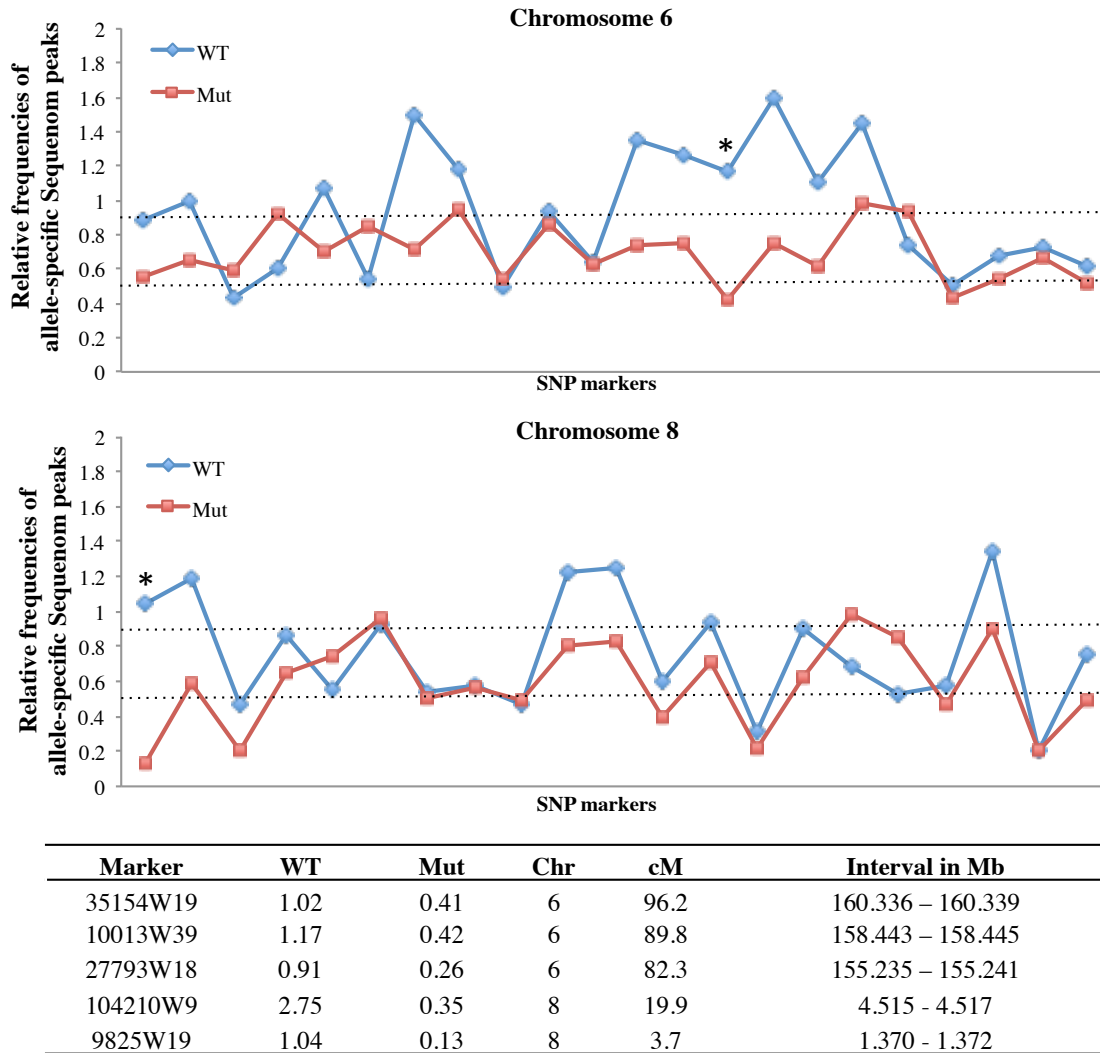 Chromosome 6
Relative frequencies of
allele-specific Sequenom peaks
2
1.8
1.6
1.4
1.2
1
0.8
0.6
0.4
0.2
0
WT
Mut
*
SNP markers
Chromosome 8
Relative frequencies of
allele-specific Sequenom peaks
2
1.8
1.6
1.4
1.2
1
0.8
0.6
0.4
0.2
0
WT
Mut
*
SNP markers
Marker WT Mut Chr cM Interval in Mb
35154W19 1.02 0.41 6 96.2 160.336 – 160.339
10013W39 1.17 0.42 6 89.8 158.443 – 158.445
27793W18 0.91 0.26 6 82.3 155.235 – 155.241
104210W9 2.75 0.35 8 19.9 4.515 - 4.517
9825W19 1.04 0.13 8 3.7 1.370 - 1.372